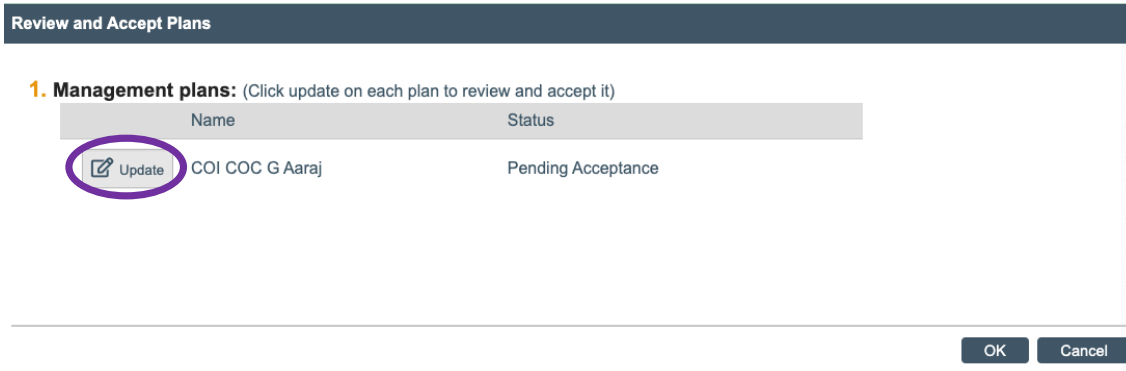 Review and Accept Plans
1. Management plans: (Click update on each plan to review and accept it)
Name Status
Update COI COC G Aaraj Pending Acceptance
OK Cancel